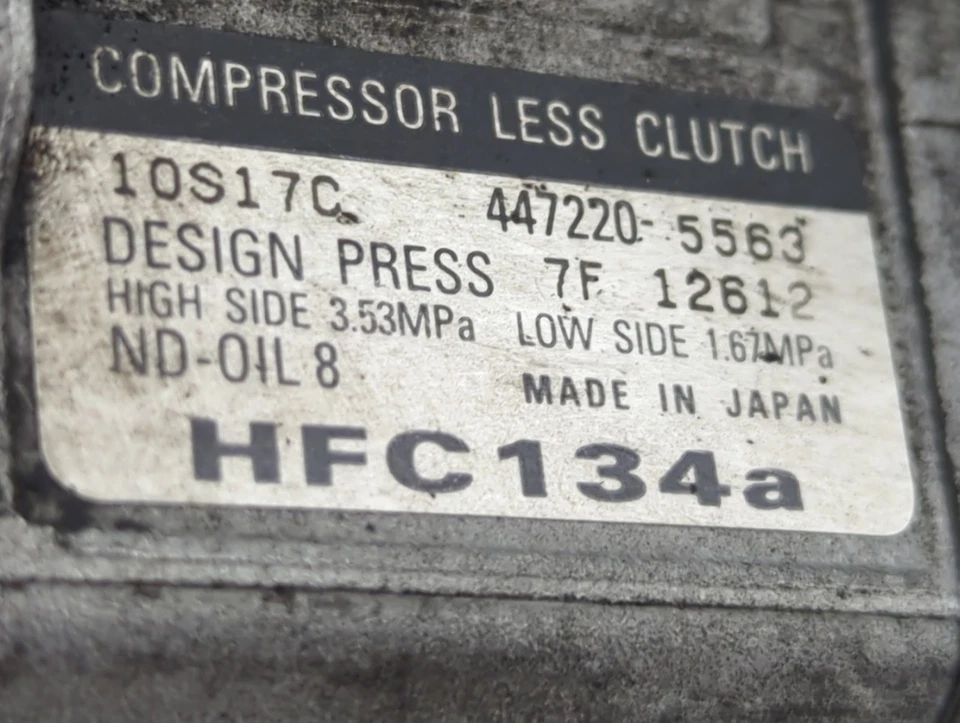 COMPRESSOR LESS CLUTCH
10S17C 447220-5563
DESIGN PRESS 7F 12612
HIGH SIDE 3.53MPa LOW SIDE 1.67MPa
ND-OIL 8 MADE IN JAPAN
HFC134a